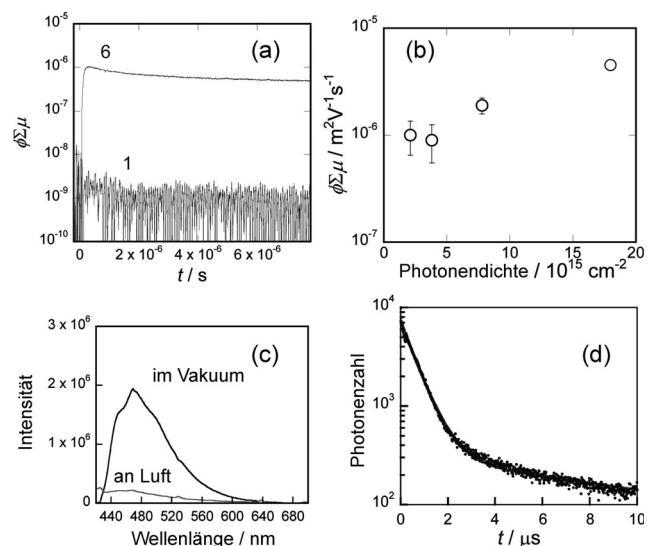 (a)
10⁻⁵
10⁻⁶
10⁻⁷
10⁻⁸
10⁻⁹
10⁻¹⁰
ϕΣμ
6
1
0
2 x 10⁻⁶
4 x 10⁻⁶
6 x 10⁻⁶
t / s
(b)
10⁻⁵
10⁻⁶
10⁻⁷
ϕΣμ / m²V⁻¹s⁻¹
0
5
10
15
20
Photonendichte / 10¹⁵ cm⁻²
(c)
3 x 10⁶
2 x 10⁶
1 x 10⁶
0
Intensität
im Vakuum
an Luft
440
480
520
560
600
640
680
Wellenlänge / nm
(d)
10⁴
10³
10²
Photonenzahl
0
2
4
6
8
10
t / μs